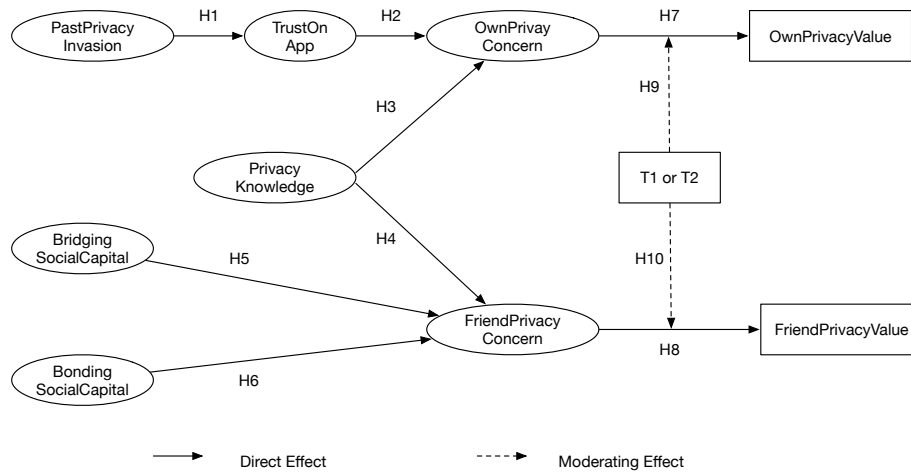 H1
H2
H7
PastPrivacy
Invasion
TrustOn
App
OwnPrivay
Concern
OwnPrivacyValue
H3
H9
Privacy
Knowledge
T1 or T2
H4
Bridging
SocialCapital
H5
H10
FriendPrivacy
Concern
FriendPrivacyValue
H8
Bonding
SocialCapital
H6
Direct Effect
Moderating Effect